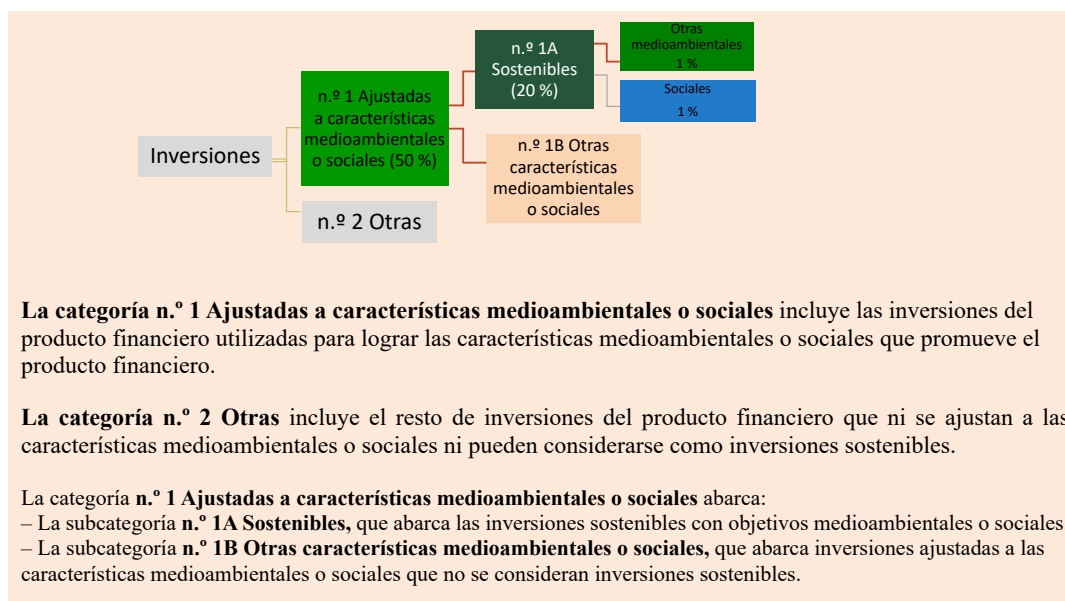 Inversiones
n.º 1 Ajustadas
a características
medioambientales
o sociales (50 %)
n.º 2 Otras
n.º 1A
Sostenibles
(20 %)
n.º 1B Otras
características
medioambientales
o sociales
Otras
medioambientales
1 %
Sociales
1 %
La categoría n.º 1 Ajustadas a características medioambientales o sociales incluye las inversiones del
producto financiero utilizadas para lograr las características medioambientales o sociales que promueve el
producto financiero.
La categoría n.º 2 Otras incluye el resto de inversiones del producto financiero que ni se ajustan a las
características medioambientales o sociales ni pueden considerarse como inversiones sostenibles.
La categoría n.º 1 Ajustadas a características medioambientales o sociales abarca:
– La subcategoría n.º 1A Sostenibles, que abarca las inversiones sostenibles con objetivos medioambientales o sociales
– La subcategoría n.º 1B Otras características medioambientales o sociales, que abarca inversiones ajustadas a las
características medioambientales o sociales que no se consideran inversiones sostenibles.